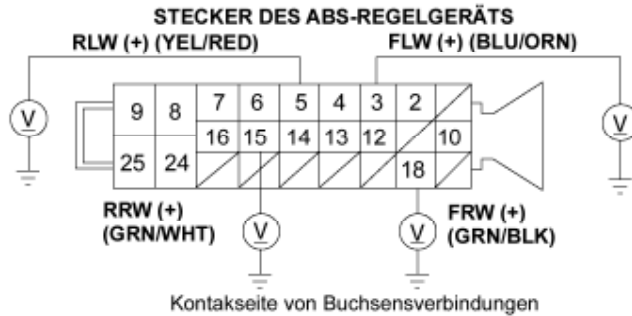 STECKER DES ABS-REGELGERÄTS
RLW (+) (YEL/RED) FLW (+) (BLU/ORN)
9 8 7 6 5 4 3 2
16 15 14 13 12 10
25 24 18
V V
RRW (+)
(GRN/WHT)
V V
FRW (+)
(GRN/BLK)
Kontakseite von Buchsensverbindungen